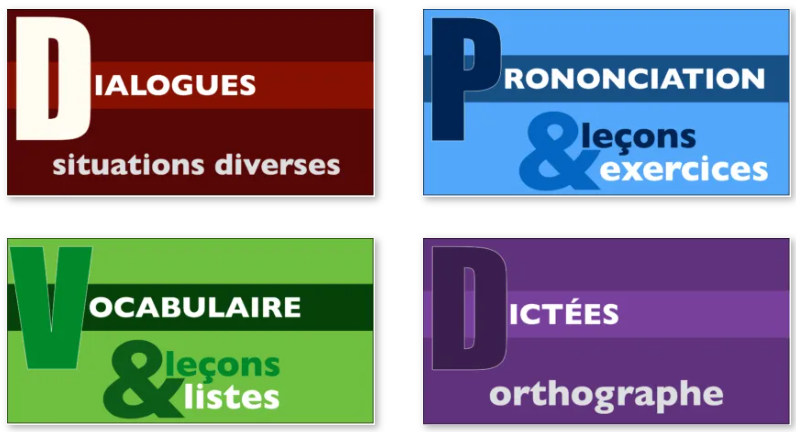 DIALOGUES
situations diverses
PRONONCIATION
& leçons
exercices
VOCABULAIRE
& leçons
listes
DICTÉES
orthographe